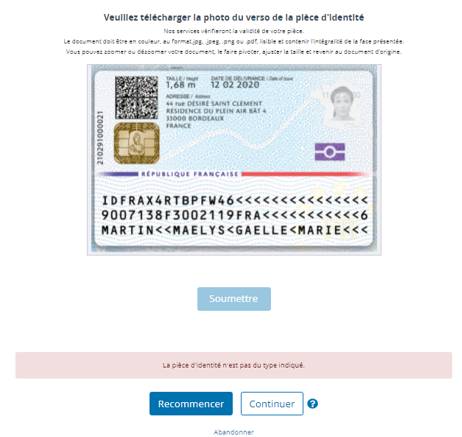 Veuillez télécharger la photo du verso de la pièce d'identité
Nos services vérifieront la validité de votre pièce.
Le document doit être en couleur, au format.jpg, .jpeg, .png ou .pdf, lisible et contenir l'intégralité de la face présentée.
Vous pouvez zoomer ou dézoomer votre document, le faire pivoter, ajuster la taille et revenir au document d'origine.
TAILLE / Height
DATE DE DÉLIVRANCE / Date of issue
1,68 m
12 02 2020
ADRESSE / Address
44 rue DESIRE SAINT CLEMENT
RESIDENCE DU PLEIN AIR BÂT 4
33000 BORDEAUX
FRANCE
210291000021
RÉPUBLIQUE FRANÇAISE
IDFRAX4RTBPFW46<<<<<<<<<<<<<<<
9007138F3002119FRA<<<<<<<<<<<6
MARTIN<<MAELYS<GAELLE<MARIE<<<
Soumettre
La pièce d'identité n'est pas du type indiqué.
Recommencer
Continuer
?
Abandonner